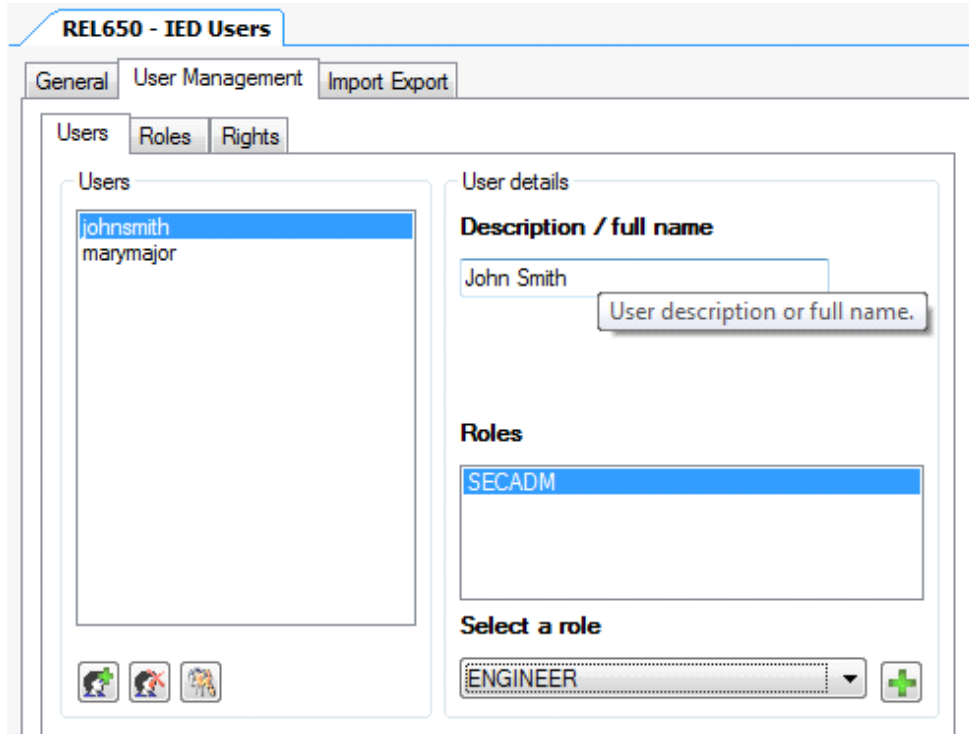 REL650 - IED Users
General User Management Import Export
Users Roles Rights
Users
johnsmith
marymajor
User details
Description / full name
John Smith
User description or full name.
Roles
SECADM
Select a role
ENGINEER